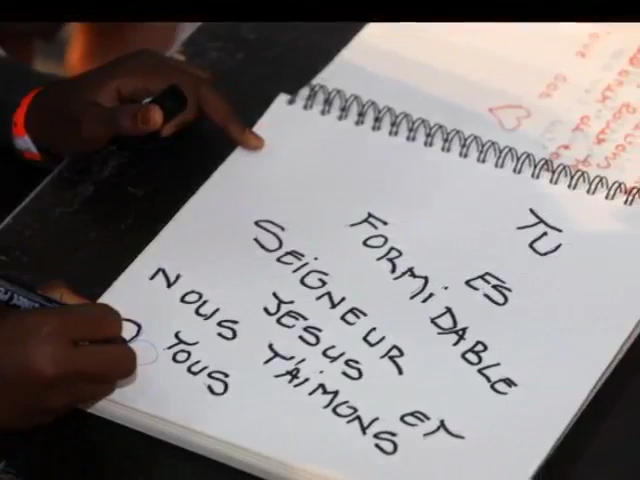 TU
ES
FORMiDABLE
SEiGNEUR
JESUS ET
NOUS T'AiMONS
TOUS